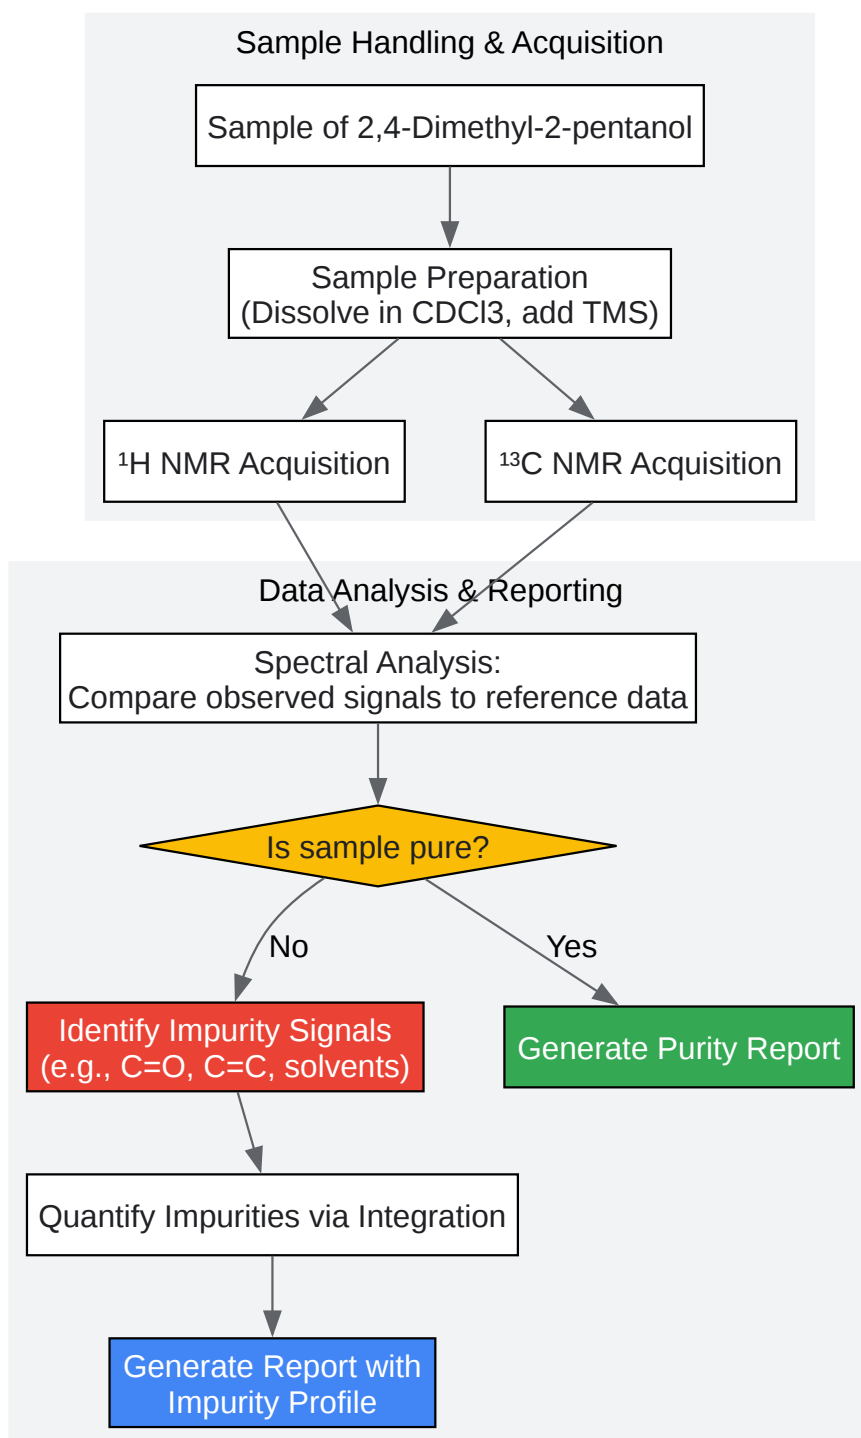 Sample Handling & Acquisition
Sample of 2,4-Dimethyl-2-pentanol
Sample Preparation
(Dissolve in CDCl3, add TMS)
¹H NMR Acquisition
¹³C NMR Acquisition
Data Analysis & Reporting
Spectral Analysis:
Compare observed signals to reference data
Is sample pure?
No
Yes
Identify Impurity Signals
(e.g., C=O, C=C, solvents)
Generate Purity Report
Quantify Impurities via Integration
Generate Report with
Impurity Profile